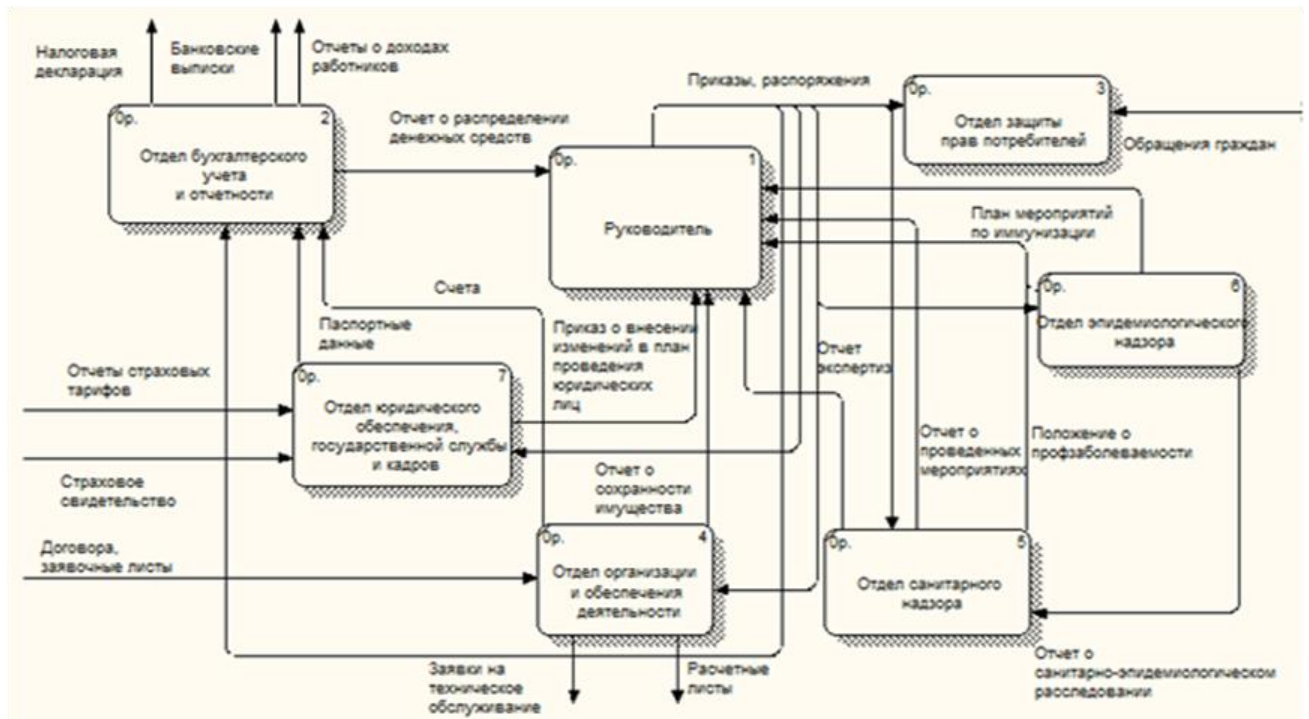 Налоговая
декларация
Банковские
выписки
Отчеты о доходах
работников
Приказы, распоряжения
0р.
2
Отдел бухгалтерского
учета
и отчетности
Отчет о распределении
денежных средств
0р.
1
Руководитель
0р.
3
Отдел защиты
прав потребителей
Обращения граждан
План мероприятий
по иммунизации
0р.
6
Отдел эпидемиологического
надзора
Счета
Паспортные
данные
Приказ о внесении
изменений в план
проведения
юридических
лиц
Отчет
экспертиз
Отчеты страховых
тарифов
0р.
7
Отдел юридического
обеспечения,
государственной службы
и кадров
Страховое
свидетельство
Отчет о
сохранности
имущества
Отчет о
проведенных
мероприятиях
Положение о
профзаболеваемости
Договора,
заявочные листы
0р.
4
Отдел организации
и обеспечения
деятельности
0р.
5
Отдел санитарного
надзора
Заявки на
техническое
обслуживание
Расчетные
листы
Отчет о
санитарно-эпидемиологическом
расследовании